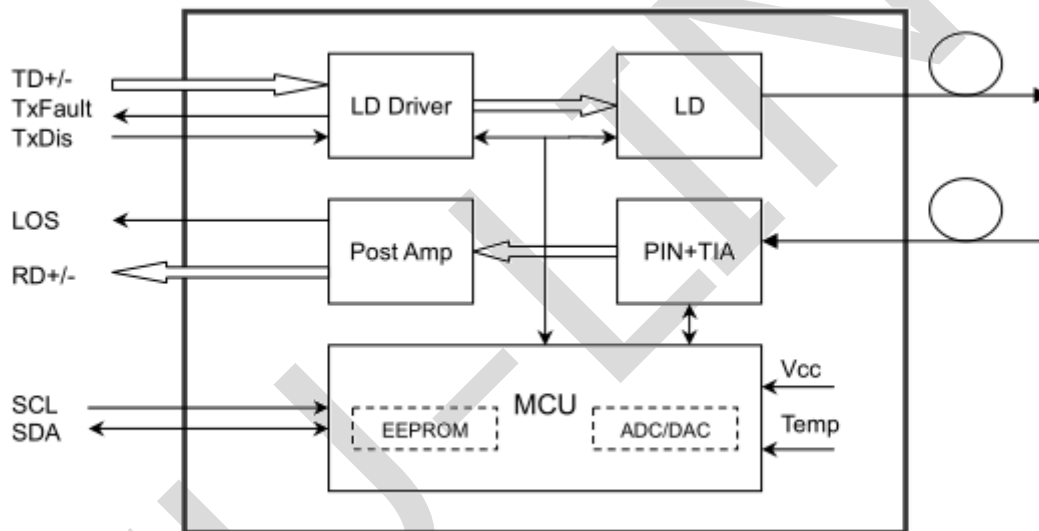 TD+/-
TxFault
TxDis
LD Driver
LD
LOS
RD+/-
Post Amp
PIN+TIA
SCL
SDA
MCU
EEPROM
ADC/DAC
Vcc
Temp